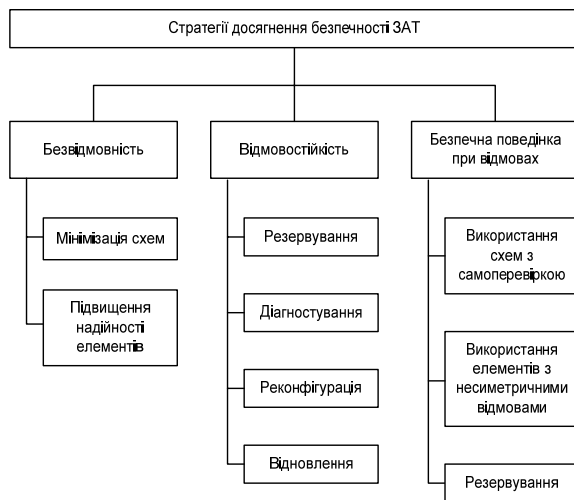 Стратегії досягнення безпечності ЗАТ
Безвідмовність
Мінімізація схем
Підвищення
надійності
елементів
Відмовостійкість
Резервування
Діагностування
Реконфігурація
Відновлення
Безпечна поведінка
при відмовах
Використання
схем з
самоперевіркою
Використання
елементів з
несиметричними
відмовами
Резервування